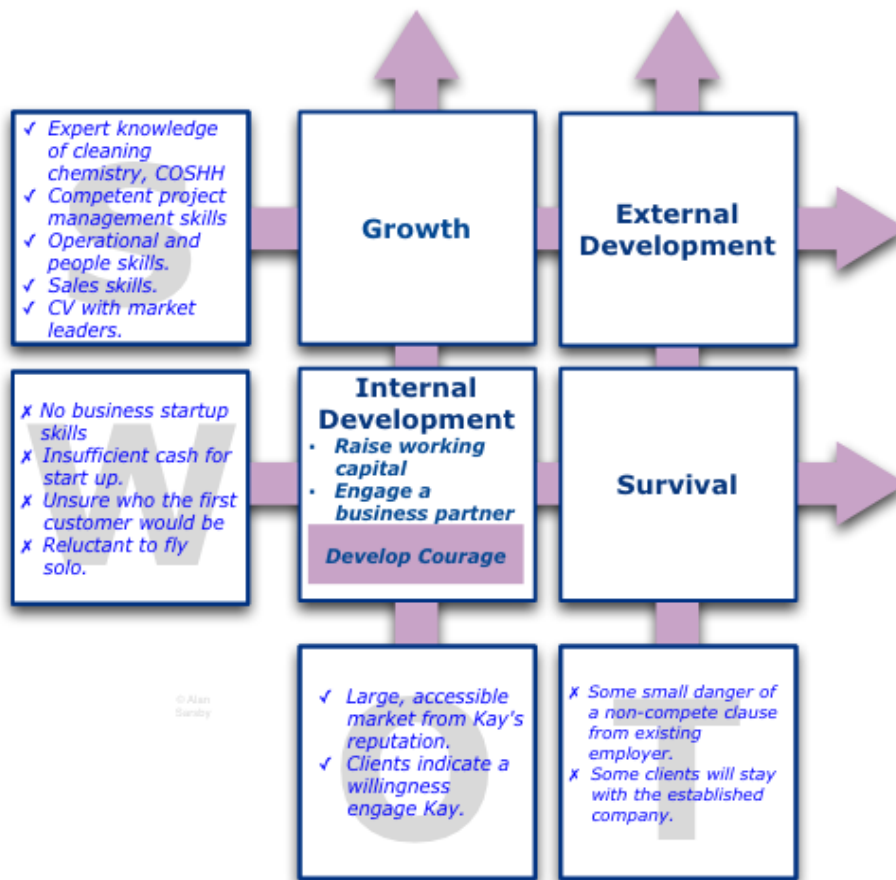 ✓ Expert knowledge
of cleaning
chemistry, COSHH
✓ Competent project
management skills
✓ Operational and
people skills.
✓ Sales skills.
✓ CV with market
leaders.
S
Growth
External
Development
✗ No business startup
skills
✗ Insufficient cash for
start up.
✗ Unsure who the first
customer would be
✗ Reluctant to fly
solo.
W
Internal
Development
• Raise working
capital
• Engage a
business partner
Develop Courage
Survival
© Alan
Sarsby
✓ Large, accessible
market from Kay's
reputation.
✓ Clients indicate a
willingness
engage Kay.
O
✗ Some small danger of
a non-compete clause
from existing
employer.
✗ Some clients will stay
with the established
company.
T